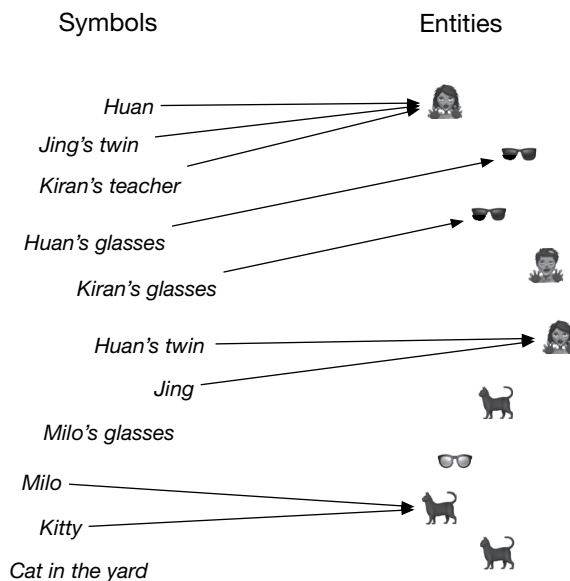 Symbols Entities
Huan
Jing's twin
Kiran's teacher
Huan's glasses
Kiran's glasses
Huan's twin
Jing
Milo's glasses
Milo
Kitty
Cat in the yard